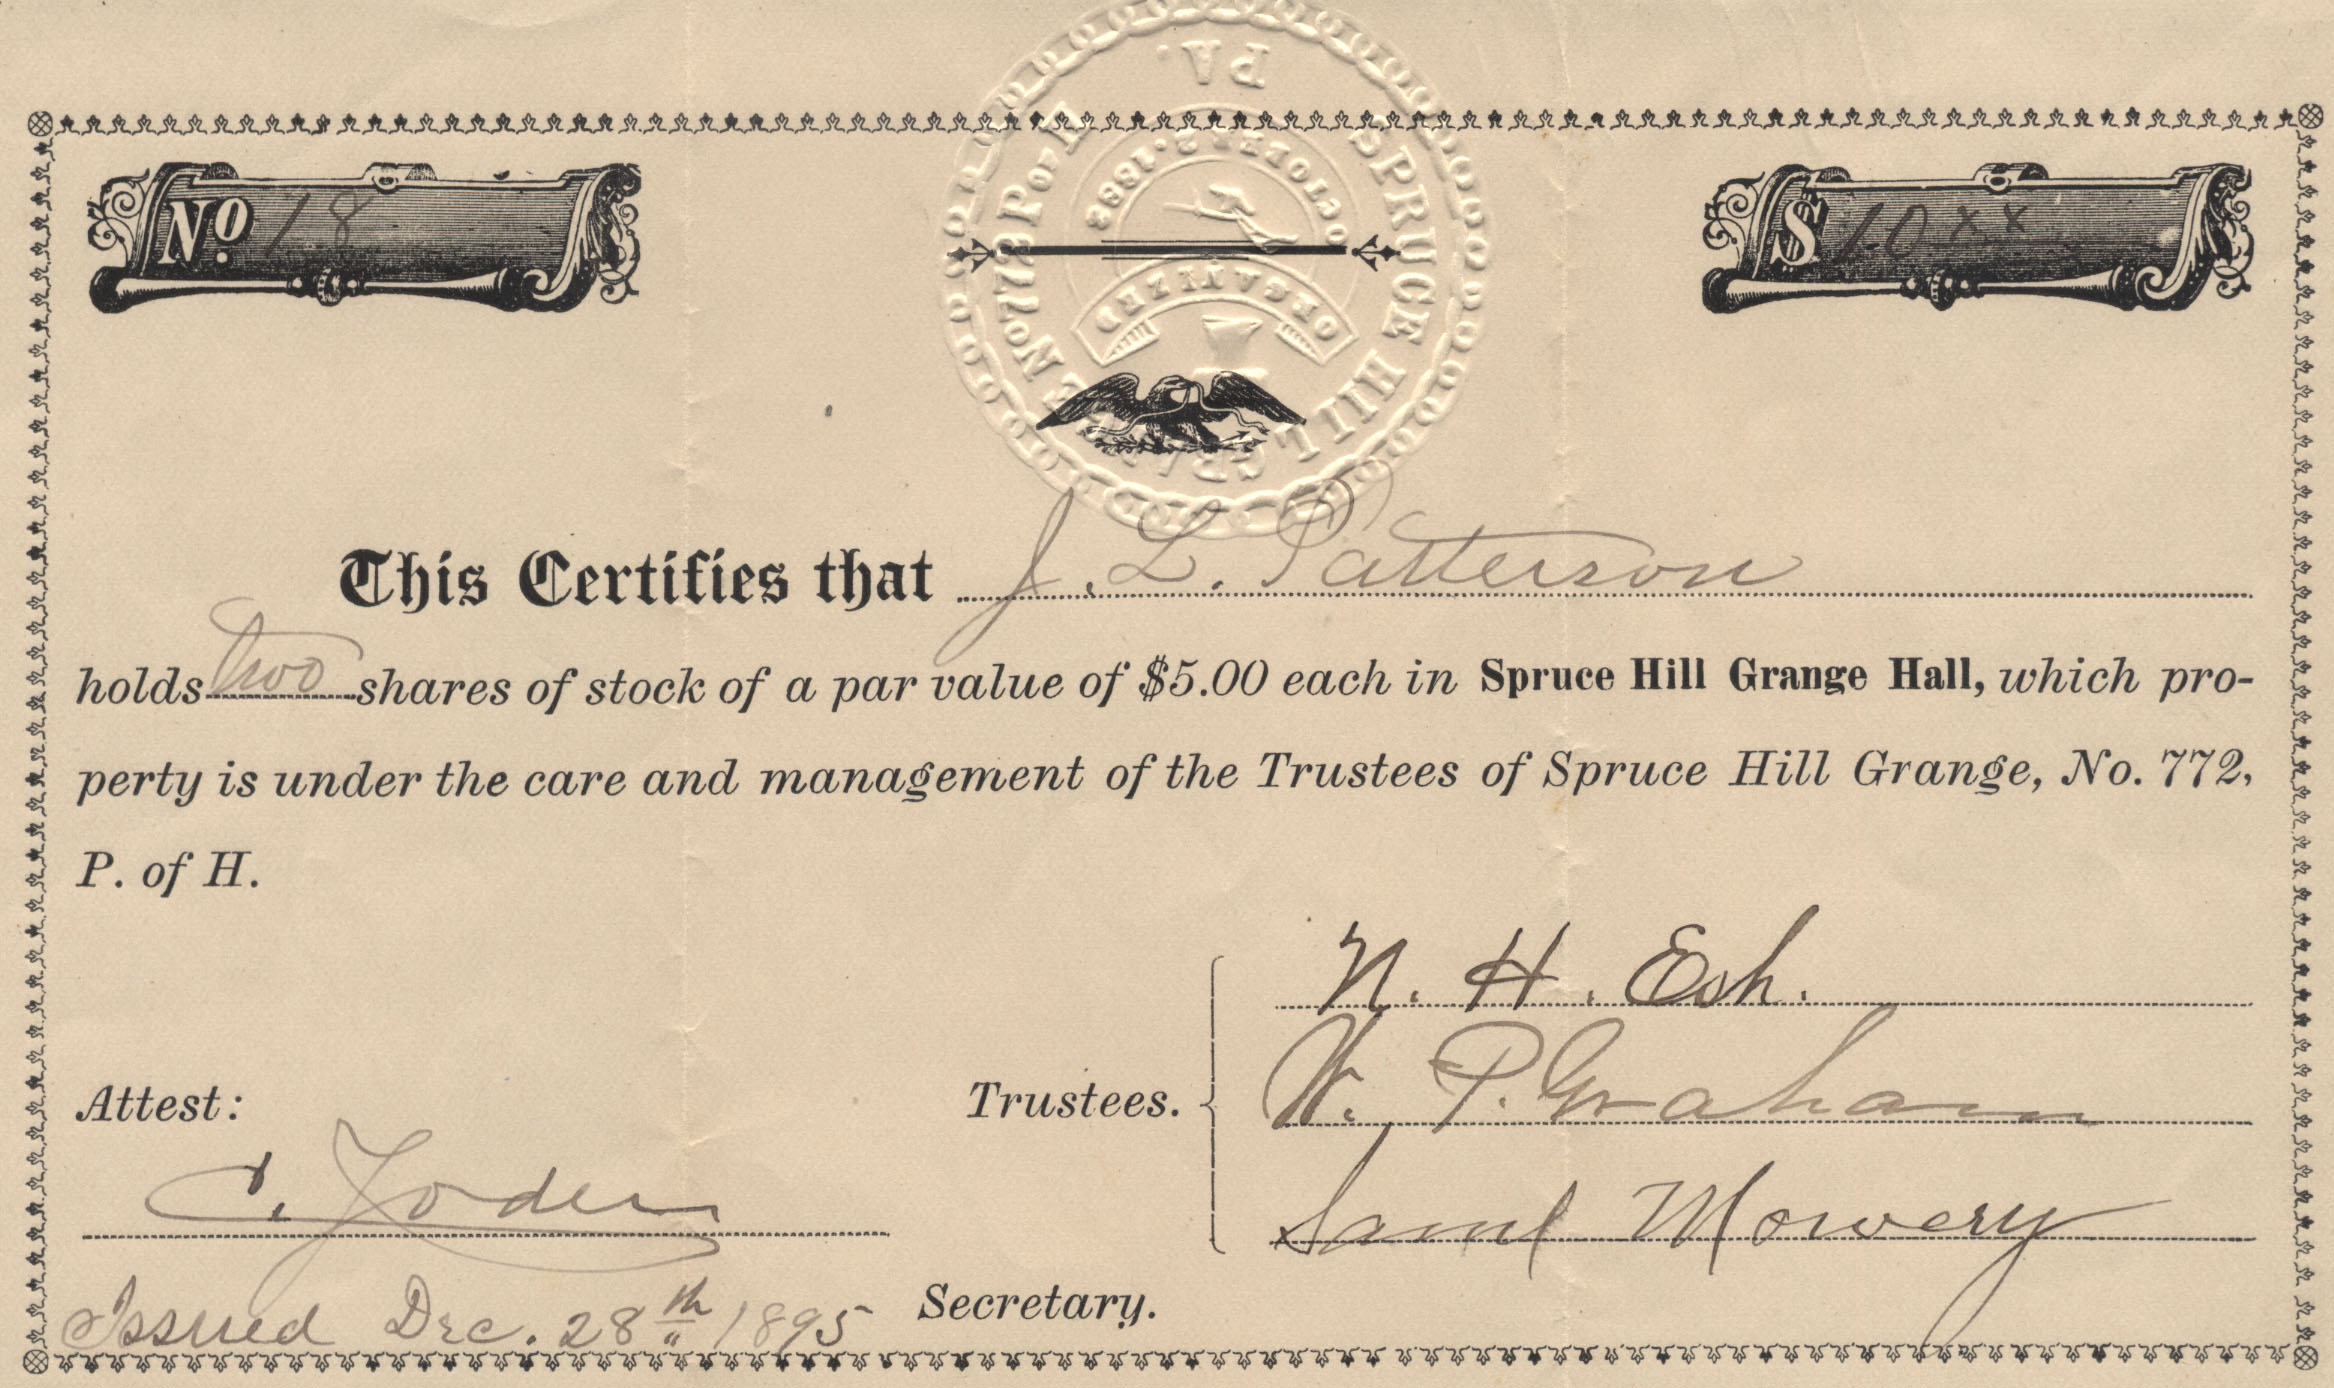 No. 18
$ 10 xx
SPRUCE HILL GRANGE No 772 P OF H
PA.
ORGANIZED
OCTOBER 2. 1882
This Certifies that J. L. Patterson
holds two shares of stock of a par value of $5.00 each in Spruce Hill Grange Hall, which pro-
perty is under the care and management of the Trustees of Spruce Hill Grange, No. 772,
P. of H.
N. H. Esh.
Attest: Trustees. W. P. Graham
C. Yoder Saml Mowery
Issued Dec. 28th 1895 Secretary.